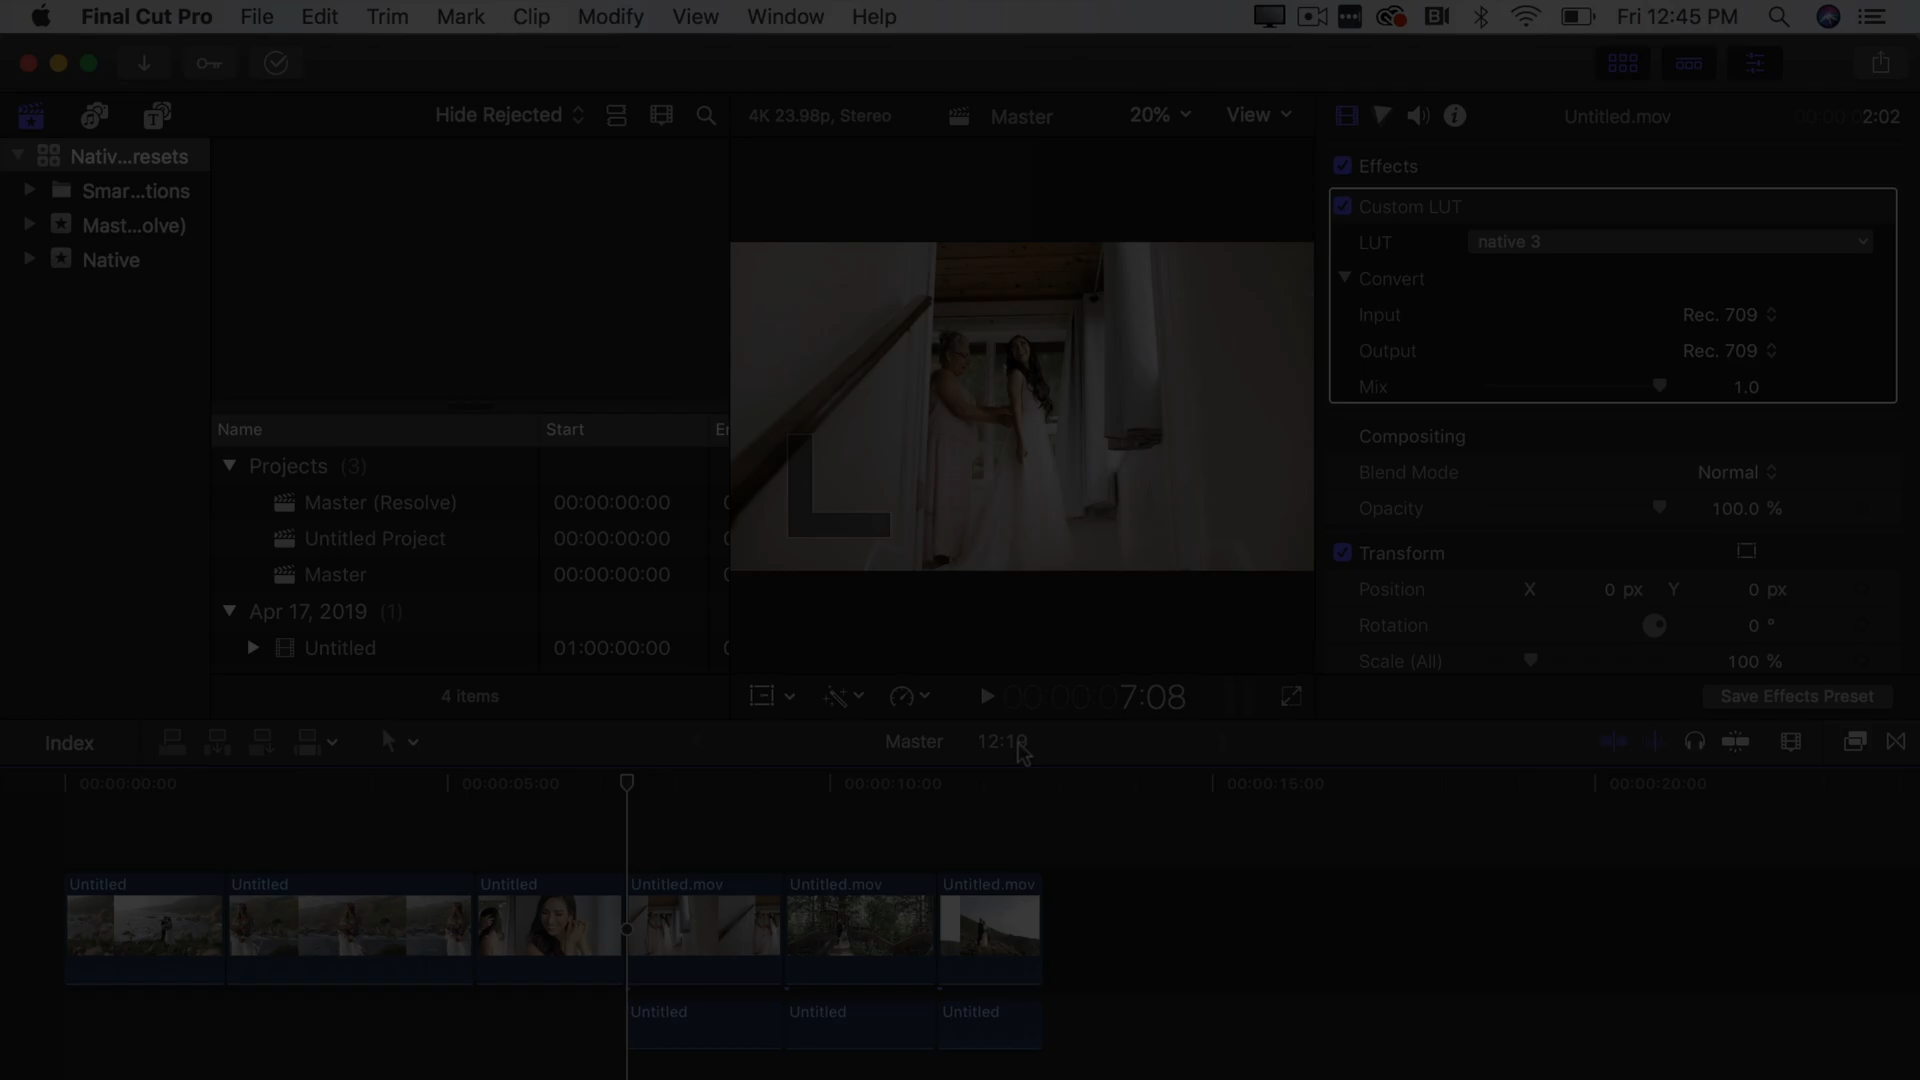 Final Cut Pro File Edit Trim Mark Clip Modify View Window Help Fri 12:45 PM
Hide Rejected 4K 23.98p, Stereo Master 20% View Untitled.mov 2:02
Nativ...resets
Smar...tions
Mast...olve)
Native
Name Start
Projects (3)
Master (Resolve) 00:00:00:00
Untitled Project 00:00:00:00
Master 00:00:00:00
Apr 17, 2019 (1)
Untitled 01:00:00:00
4 items
7:08
Effects
Custom LUT
LUT native 3
Convert
Input Rec. 709
Output Rec. 709
Mix 1.0
Compositing
Blend Mode Normal
Opacity 100.0 %
Transform
Position X 0 px Y 0 px
Rotation 0 °
Scale (All) 100 %
Save Effects Preset
Index Master 12:19
00:00:00:00 00:00:05:00 00:00:10:00 00:00:15:00 00:00:20:00
Untitled Untitled Untitled Untitled.mov Untitled.mov Untitled.mov
Untitled Untitled Untitled